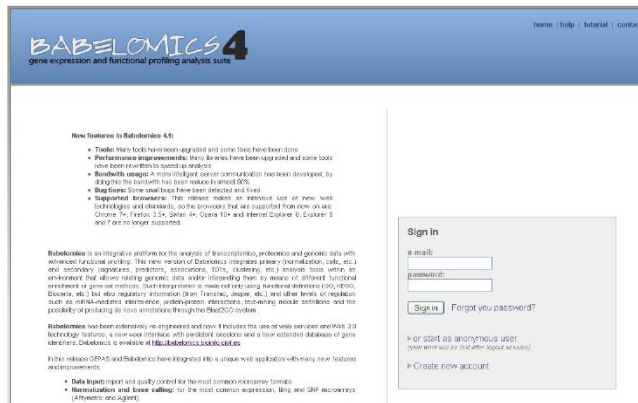 home | help | tutorial | contac
BABELOMICS 4
gene expression and functional profiling analysis suite
New features in Babelomics 4.1:
Tools: Many tools have been upgraded and some fixes have been done
Performance improvements: Many libraries have been upgraded and some tools
have been rewritten to speed up analysis
Bandwith usage: A more intelligent server communication has been developed, by
doing this the bandwith has been reduce in almost 90%
Bug fixes: Some small bugs have been detected and fixed
Supported browsers: This release makes an intensive use of new web
technologies and standards, so the browsers that are supported from now on are:
Chrome 7+, Firefox 3.5+, Safari 4+, Opera 10+ and Internet Explorer 8. Explorer 6
and 7 are no longer supported.
Sign in
e-mail:
password:
Sign in Forgot you password?
or start as anonymous user
(your work will be lost after logout session)
Create new account
Babelomics is an integrative platform for the analysis of transcriptomics, proteomics and genomic data with
advanced functional profiling. This new version of Babelomics integrates primary (normalization, calls, etc.)
and secondary (signatures, predictors, associations, TDTs, clustering, etc.) analysis tools within an
environment that allows relating genomic data and/or interpreting them by means of different functional
enrichment or gene set methods. Such interpretation is made not only using functional definitions (GO, KEGG,
Biocarta, etc.) but also regulatory information (from Transfac, Jaspar, etc.) and other levels of regulation
such as miRNA-mediated interference, protein-protein interactions, text-mining module definitions and the
possibility of producing de novo annotations through the Blast2GO system .
Babelomics has been extensively re-engineered and now it includes the use of web services and Web 2.0
technology features, a new user interface with persistent sessions and a new extended database of gene
identifiers. Babelomics is available at http://babelomics.bioinfo.cipf.es
In this release GEPAS and Babelomics have integrated into a unique web application with many new features
and improvements:
Data input: import and quality control for the most common microarray formats
Normalization and base calling: for the most common expression, tiling and SNP microarrays
(Affymetrix and Agilent).